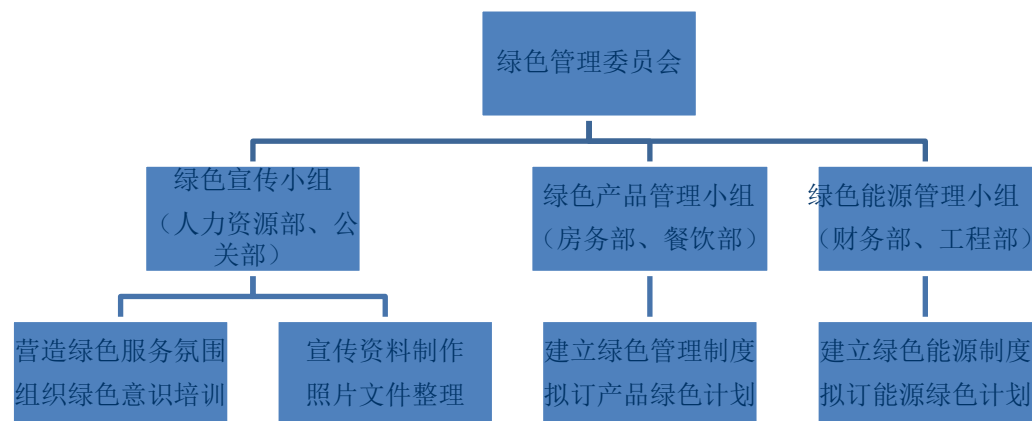 绿色管理委员会
绿色宣传小组
（人力资源部、公
关部）
绿色产品管理小组
（房务部、餐饮部）
绿色能源管理小组
（财务部、工程部）
营造绿色服务氛围
组织绿色意识培训
宣传资料制作
照片文件整理
建立绿色管理制度
拟订产品绿色计划
建立绿色能源制度
拟订能源绿色计划